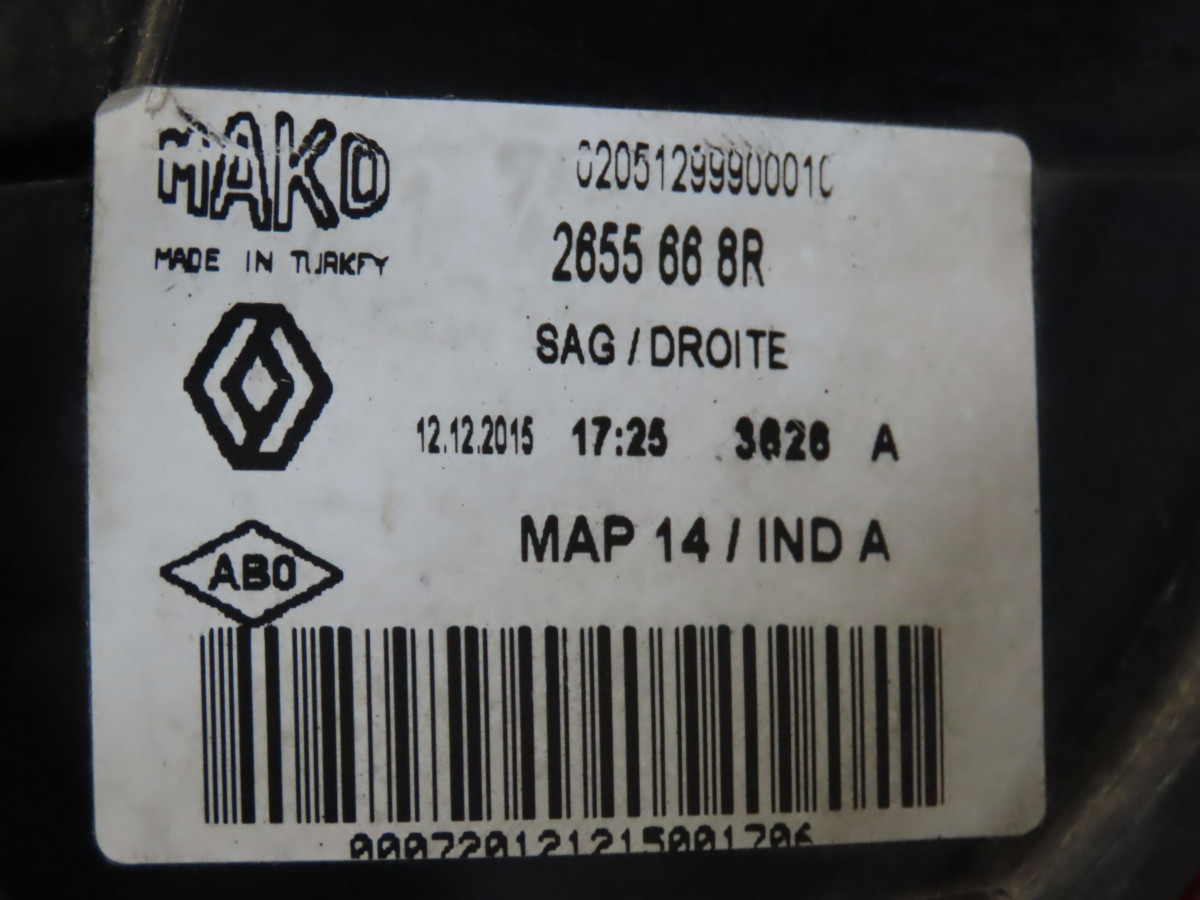 MAKO
MADE IN TURKEY
02051299900010
2655 66 8R
SAG / DROITE
12.12.2015 17:25 3626 A
MAP 14 / IND A
ABO
000720121215001706